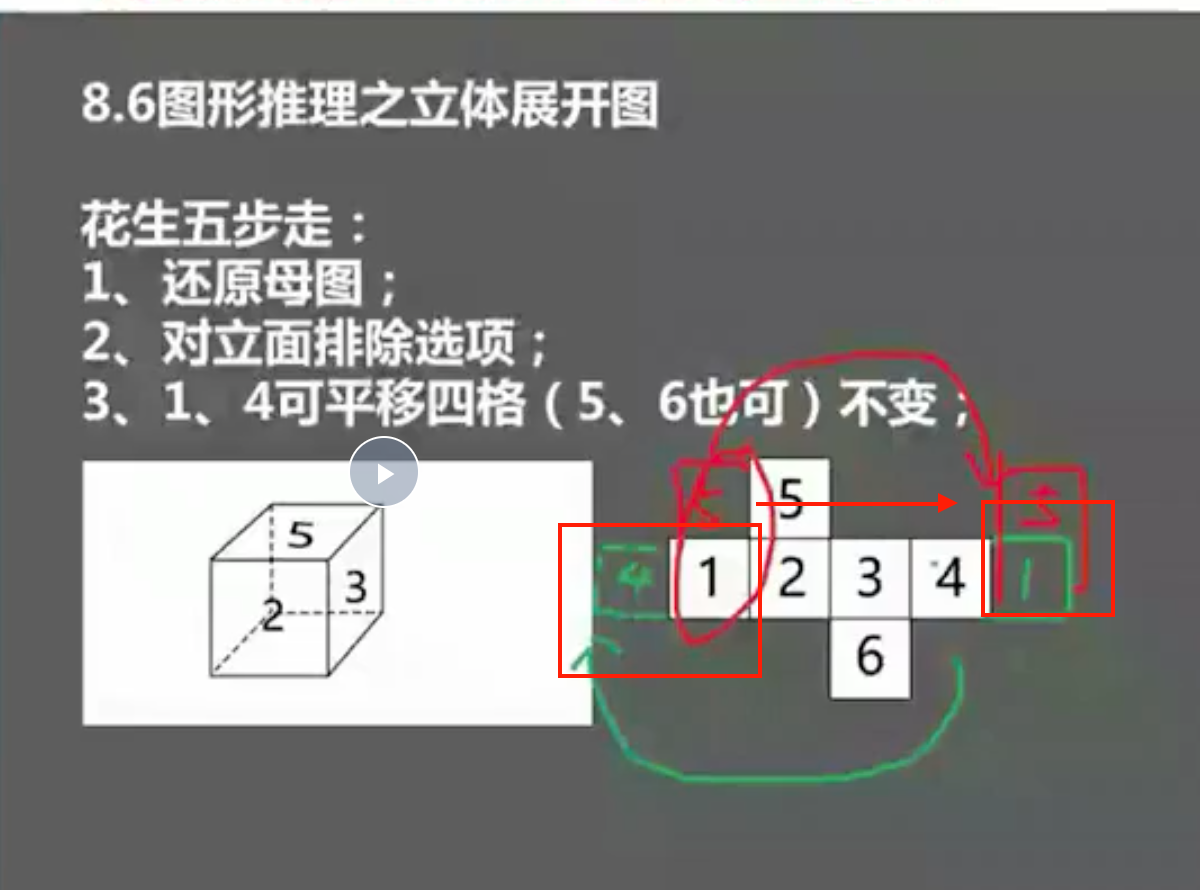 8.6图形推理之立体展开图
花生五步走：
1、还原母图；
2、对立面排除选项；
3、1、4可平移四格（5、6也可）不变；
5
3
2
5 5
4 1 2 3 4 1
6